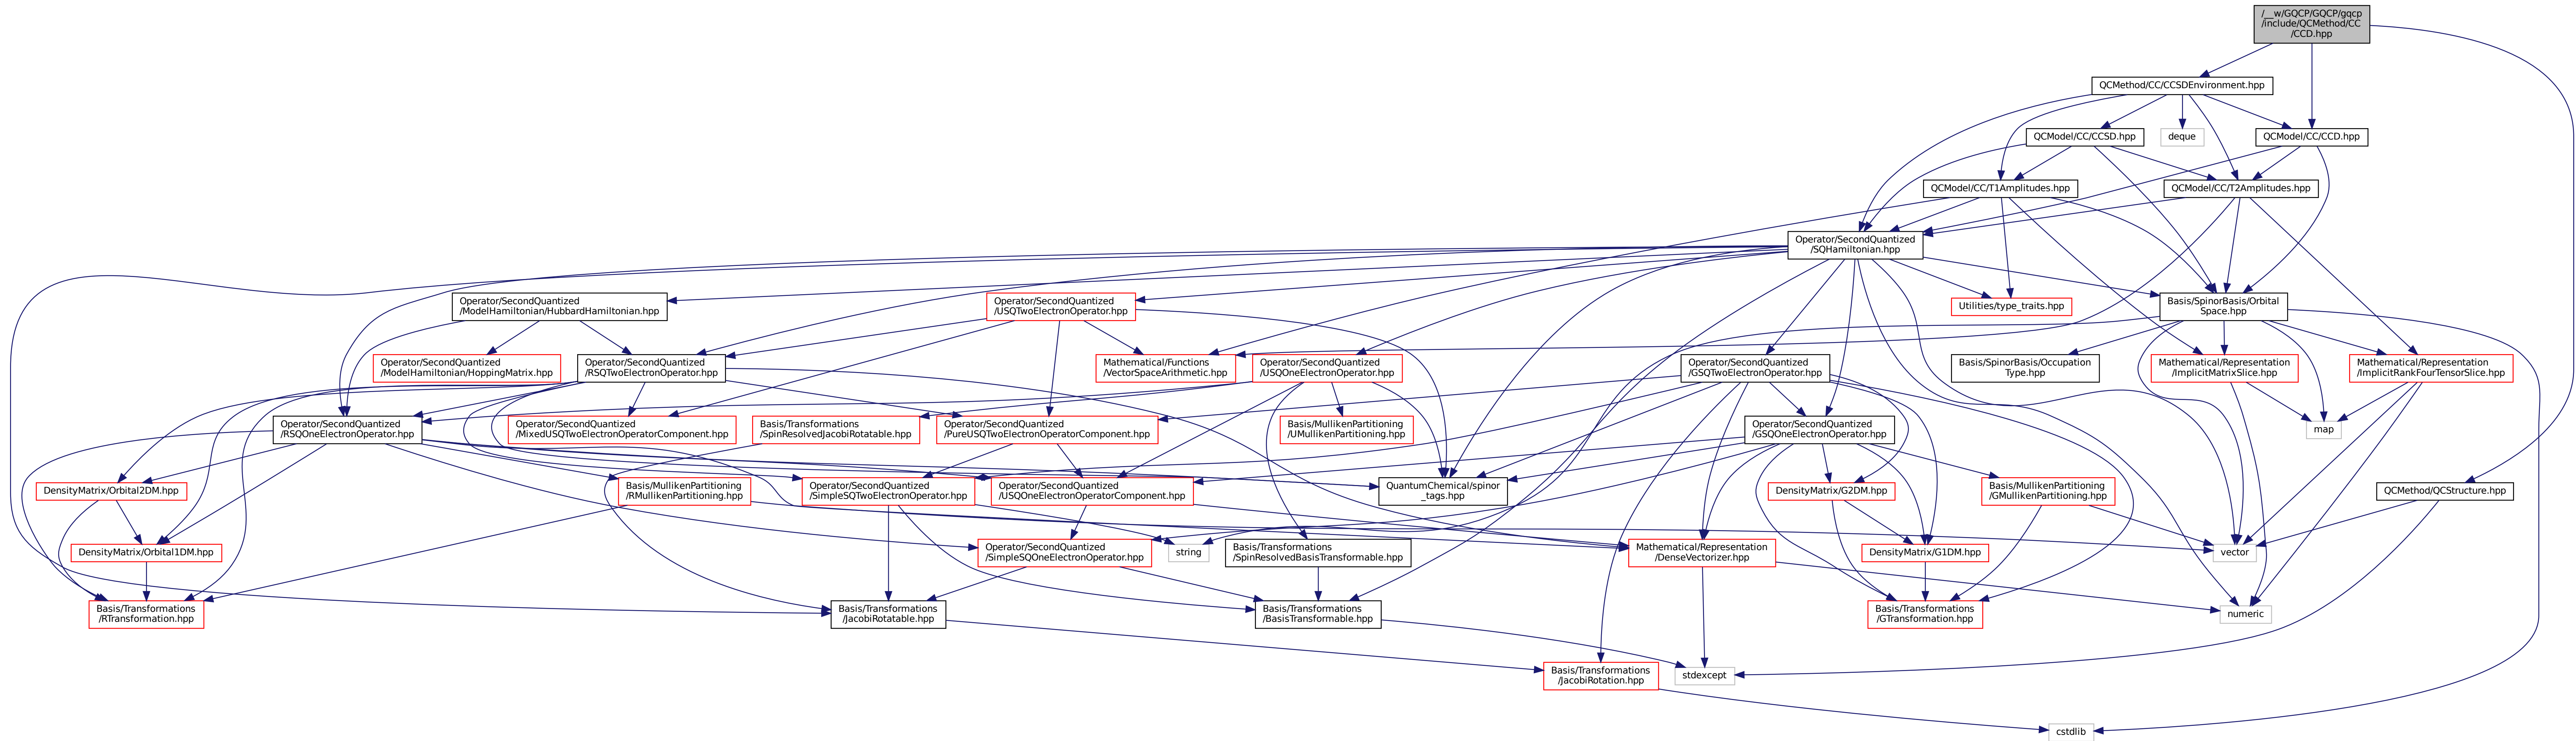 /__w/GQCP/GQCP/gqcp
/include/QCMethod/CC
/CCD.hpp
QCMethod/CC/CCSDEnvironment.hpp
QCModel/CC/CCSD.hpp
deque
QCModel/CC/CCD.hpp
QCModel/CC/T1Amplitudes.hpp
QCModel/CC/T2Amplitudes.hpp
Operator/SecondQuantized
/SQHamiltonian.hpp
Operator/SecondQuantized
/ModelHamiltonian/HubbardHamiltonian.hpp
Operator/SecondQuantized
/USQTwoElectronOperator.hpp
Utilities/type_traits.hpp
Basis/SpinorBasis/Orbital
Space.hpp
Operator/SecondQuantized
/ModelHamiltonian/HoppingMatrix.hpp
Operator/SecondQuantized
/RSQTwoElectronOperator.hpp
Mathematical/Functions
/VectorSpaceArithmetic.hpp
Operator/SecondQuantized
/USQOneElectronOperator.hpp
Operator/SecondQuantized
/GSQTwoElectronOperator.hpp
Basis/SpinorBasis/Occupation
Type.hpp
Mathematical/Representation
/ImplicitMatrixSlice.hpp
Mathematical/Representation
/ImplicitRankFourTensorSlice.hpp
Operator/SecondQuantized
/RSQOneElectronOperator.hpp
Operator/SecondQuantized
/MixedUSQTwoElectronOperatorComponent.hpp
Basis/Transformations
/SpinResolvedJacobiRotatable.hpp
Operator/SecondQuantized
/PureUSQTwoElectronOperatorComponent.hpp
Basis/MullikenPartitioning
/UMullikenPartitioning.hpp
Operator/SecondQuantized
/GSQOneElectronOperator.hpp
map
DensityMatrix/Orbital2DM.hpp
Basis/MullikenPartitioning
/RMullikenPartitioning.hpp
Operator/SecondQuantized
/SimpleSQTwoElectronOperator.hpp
Operator/SecondQuantized
/USQOneElectronOperatorComponent.hpp
QuantumChemical/spinor
_tags.hpp
DensityMatrix/G2DM.hpp
Basis/MullikenPartitioning
/GMullikenPartitioning.hpp
QCMethod/QCStructure.hpp
DensityMatrix/Orbital1DM.hpp
Operator/SecondQuantized
/SimpleSQOneElectronOperator.hpp
string
Basis/Transformations
/SpinResolvedBasisTransformable.hpp
Mathematical/Representation
/DenseVectorizer.hpp
DensityMatrix/G1DM.hpp
vector
Basis/Transformations
/RTransformation.hpp
Basis/Transformations
/JacobiRotatable.hpp
Basis/Transformations
/BasisTransformable.hpp
Basis/Transformations
/GTransformation.hpp
numeric
Basis/Transformations
/JacobiRotation.hpp
stdexcept
cstdlib